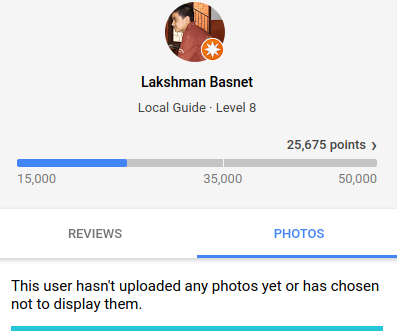 Lakshman Basnet
Local Guide · Level 8
25,675 points ›
15,000 35,000 50,000
REVIEWS PHOTOS
This user hasn't uploaded any photos yet or has chosen
not to display them.